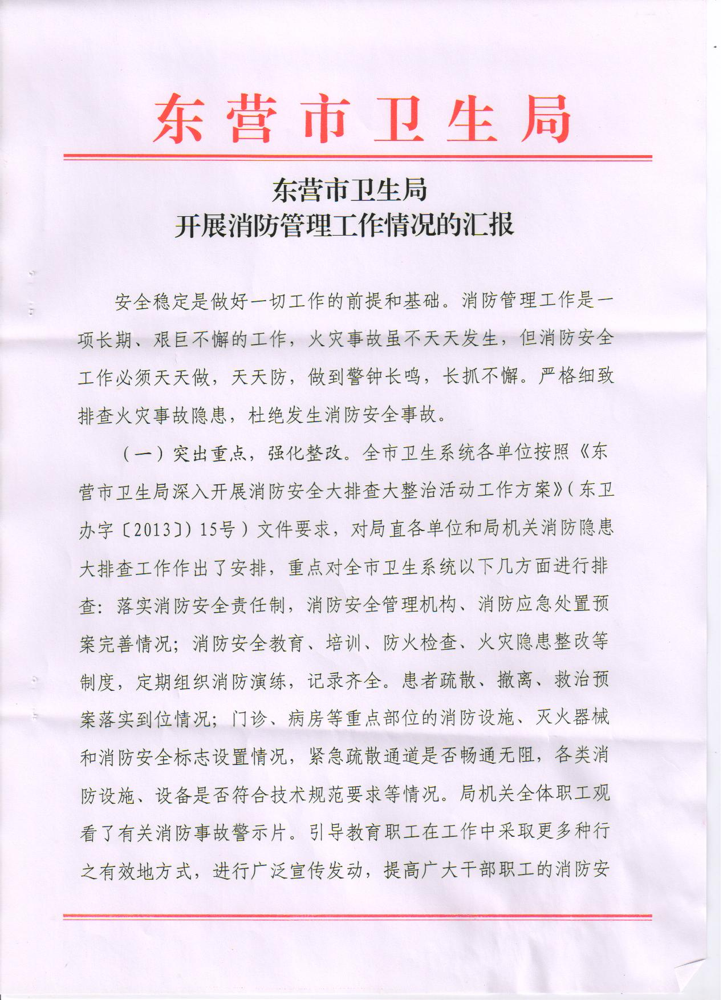 东营市卫生局
东营市卫生局
开展消防管理工作情况的汇报
安全稳定是做好一切工作的前提和基础。消防管理工作是一
项长期、艰巨不懈的工作，火灾事故虽不天天发生，但消防安全
工作必须天天做，天天防，做到警钟长鸣，长抓不懈。严格细致
排查火灾事故隐患，杜绝发生消防安全事故。
（一）突出重点，强化整改。全市卫生系统各单位按照《东
营市卫生局深入开展消防安全大排查大整治活动工作方案》（东卫
办字〔2013〕）15号）文件要求，对局直各单位和局机关消防隐患
大排查工作作出了安排，重点对全市卫生系统以下几方面进行排
查：落实消防安全责任制，消防安全管理机构、消防应急处置预
案完善情况；消防安全教育、培训、防火检查、火灾隐患整改等
制度，定期组织消防演练，记录齐全。患者疏散、撤离、救治预
案落实到位情况；门诊、病房等重点部位的消防设施、灭火器械
和消防安全标志设置情况，紧急疏散通道是否畅通无阻，各类消
防设施、设备是否符合技术规范要求等情况。局机关全体职工观
看了有关消防事故警示片。引导教育职工在工作中采取更多种行
之有效地方式，进行广泛宣传发动，提高广大干部职工的消防安